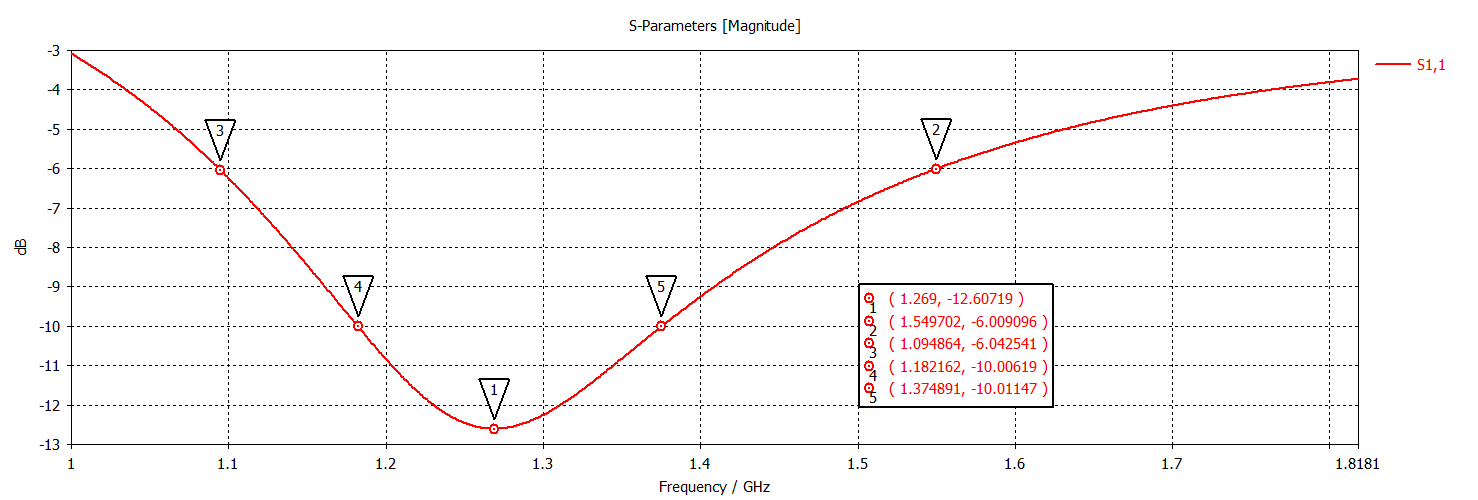 S-Parameters [Magnitude]
-3
-4
-5
-6
-7
-8
-9
-10
-11
-12
-13
dB
S1,1
3
2
4
5
1
1 ( 1.269, -12.60719 )
2 ( 1.549702, -6.009096 )
3 ( 1.094864, -6.042541 )
4 ( 1.182162, -10.00619 )
5 ( 1.374891, -10.01147 )
1 1.1 1.2 1.3 1.4 1.5 1.6 1.7 1.8181
Frequency / GHz